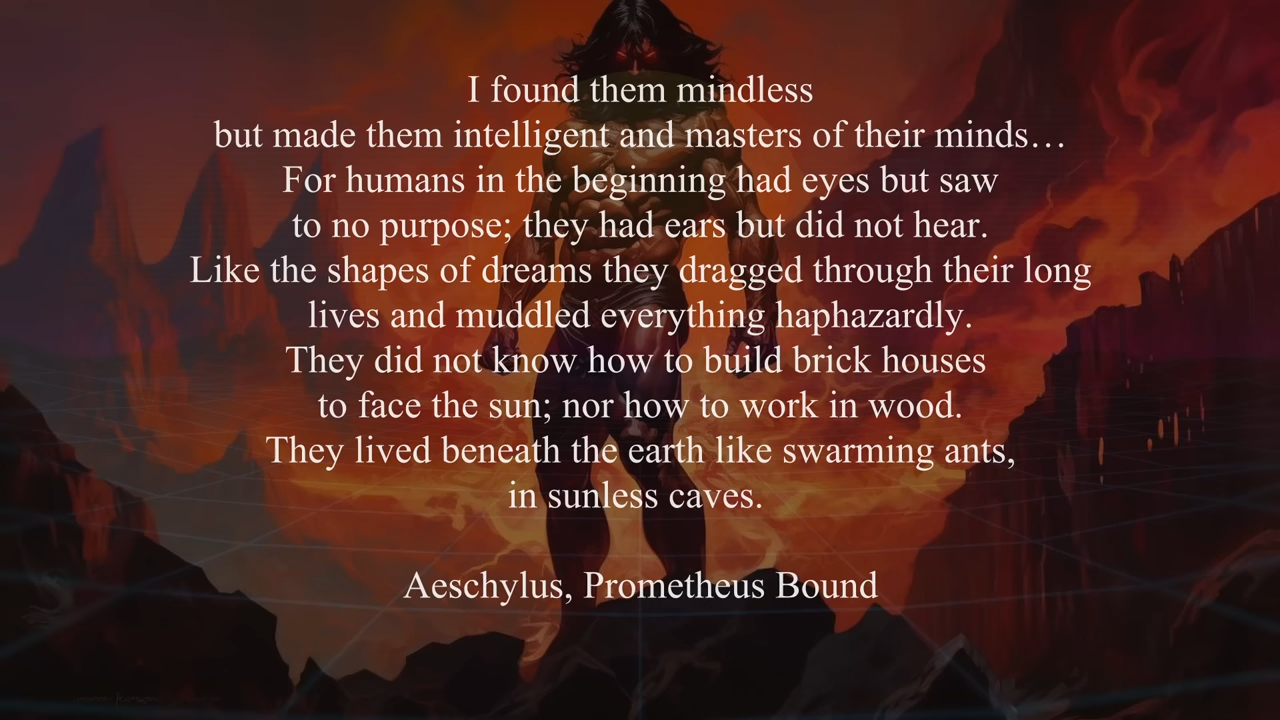 I found them mindless
but made them intelligent and masters of their minds…
For humans in the beginning had eyes but saw
to no purpose; they had ears but did not hear.
Like the shapes of dreams they dragged through their long
lives and muddled everything haphazardly.
They did not know how to build brick houses
to face the sun; nor how to work in wood.
They lived beneath the earth like swarming ants,
in sunless caves.
Aeschylus, Prometheus Bound